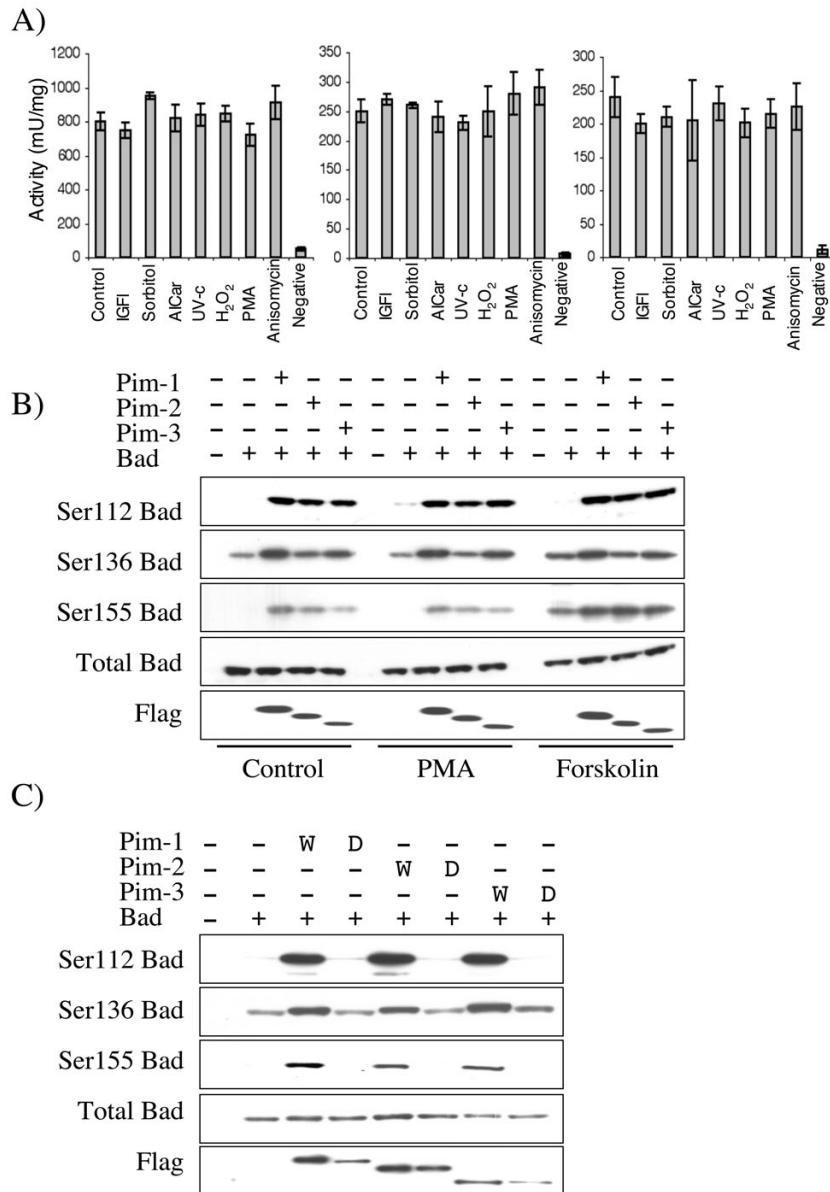 A)
Activity (mU/mg)
1200
1000
800
600
400
200
0
Control
IGFI
Sorbitol
AICar
UV-c
H2O2
PMA
Anisomycin
Negative
350
300
250
200
150
100
50
0
Control
IGFI
Sorbitol
AICar
UV-c
H2O2
PMA
Anisomycin
Negative
300
250
200
150
100
50
0
Control
IGFI
Sorbitol
AICar
UV-c
H2O2
PMA
Anisomycin
Negative
B)
Pim-1 – – + – – – – + – – – – + – –
Pim-2 – – – + – – – – + – – – – + –
Pim-3 – – – – + – – – – + – – – – +
Bad – + + + + – + + + + – + + + +
Ser112 Bad
Ser136 Bad
Ser155 Bad
Total Bad
Flag
Control PMA Forskolin
C)
Pim-1 – – W D – – – –
Pim-2 – – – – W D – –
Pim-3 – – – – – – W D
Bad – + + + + + + +
Ser112 Bad
Ser136 Bad
Ser155 Bad
Total Bad
Flag